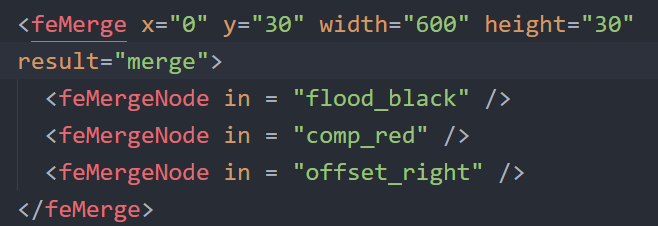 <feMerge x="0" y="30" width="600" height="30"
result="merge">
<feMergeNode in = "flood_black" />
<feMergeNode in = "comp_red" />
<feMergeNode in = "offset_right" />
</feMerge>